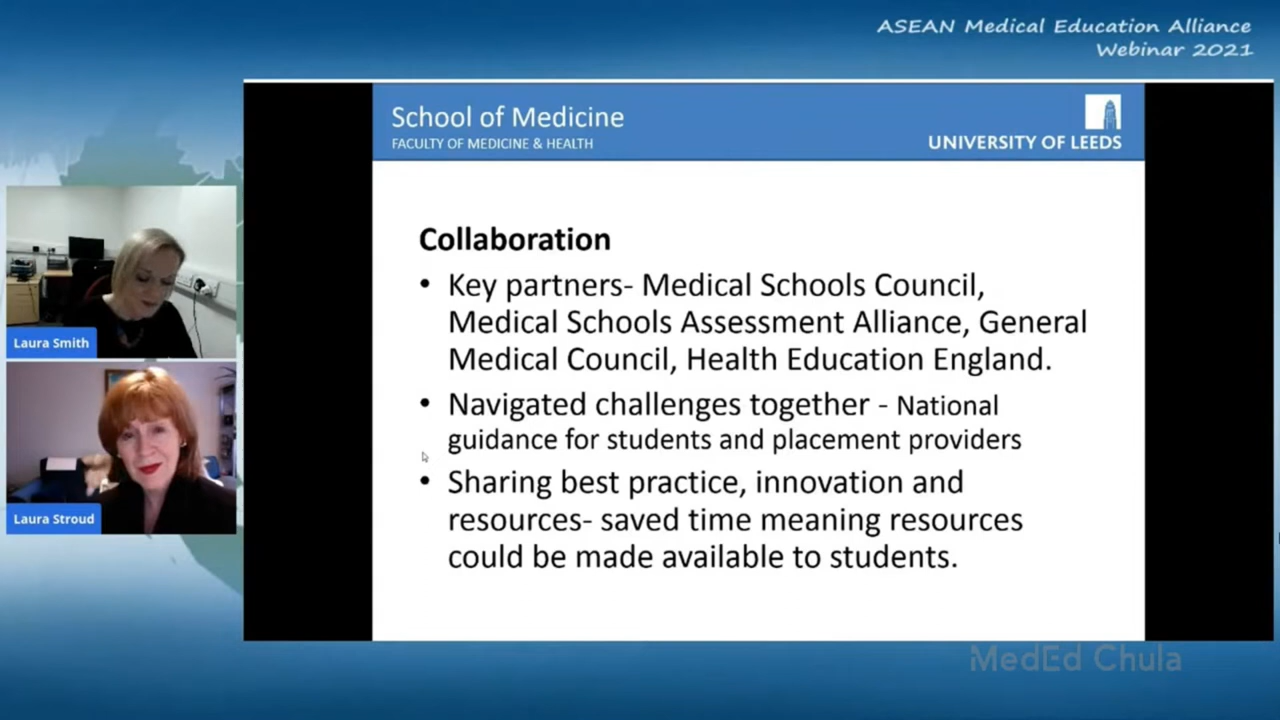 ASEAN Medical Education Alliance
Webinar 2021
School of Medicine
FACULTY OF MEDICINE & HEALTH
UNIVERSITY OF LEEDS
Collaboration
• Key partners- Medical Schools Council,
Medical Schools Assessment Alliance, General
Medical Council, Health Education England.
• Navigated challenges together - National
guidance for students and placement providers
• Sharing best practice, innovation and
resources- saved time meaning resources
could be made available to students.
Laura Smith
Laura Stroud
MedEd Chula